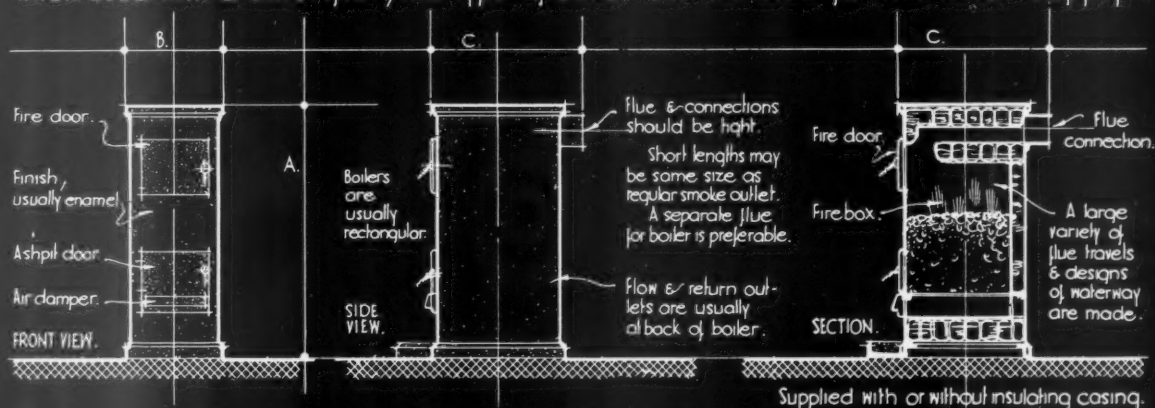 B.
C.
C.
A.
Fire door.
Finish,
usually enamel.
Ashpit door.
Air damper.
FRONT VIEW.
Boilers
are
usually
rectangular.
SIDE
VIEW.
Flue & connections
should be tight.
Short lengths may
be same size as
regular smoke outlet.
A separate flue
for boiler is preferable.
Flow & return out-
lets are usually
at back of boiler.
Fire door.
Firebox.
SECTION.
Flue
connection.
A large
variety of
flue travels
& designs
of waterway
are made.
Supplied with or without insulating casing.